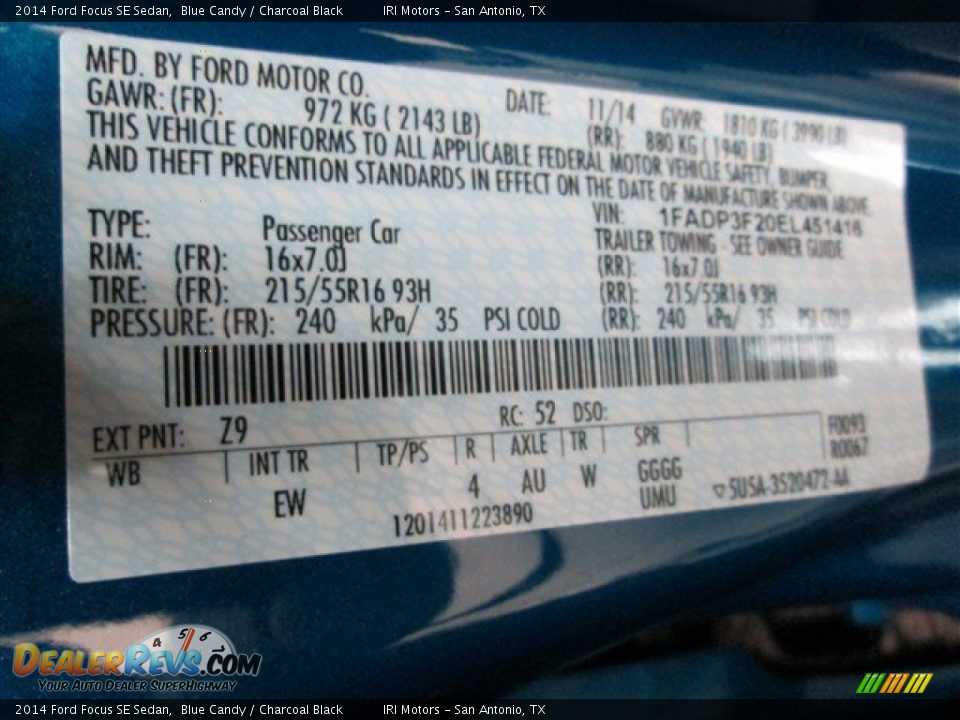 2014 Ford Focus SE Sedan, Blue Candy / Charcoal Black IRI Motors – San Antonio, TX
MFD. BY FORD MOTOR CO. DATE: 11/14 GVWR: 1810 KG ( 3990 LB)
GAWR: (FR): 972 KG ( 2143 LB) (RR): 880 KG ( 1940 LB)
THIS VEHICLE CONFORMS TO ALL APPLICABLE FEDERAL MOTOR VEHICLE SAFETY, BUMPER,
AND THEFT PREVENTION STANDARDS IN EFFECT ON THE DATE OF MANUFACTURE SHOWN ABOVE.
VIN: 1FADP3F20EL451416
TYPE: Passenger Car TRAILER TOWING - SEE OWNER GUIDE
RIM: (FR): 16x7.0J (RR): 16x7.0J
TIRE: (FR): 215/55R16 93H (RR): 215/55R16 93H
PRESSURE: (FR): 240 kPa/ 35 PSI COLD (RR): 240 kPa/ 35 PSI COLD
EXT PNT: Z9 RC: 52 DSO: F0093
WB INT TR TP/PS R AXLE TR SPR R0067
EW 4 AU W GGGG
UMU ▽5U5A-3520472-AA
1201411223890
4 5 6
DEALERREVS.COM
YOUR AUTO DEALER SUPERHIGHWAY
2014 Ford Focus SE Sedan, Blue Candy / Charcoal Black IRI Motors – San Antonio, TX